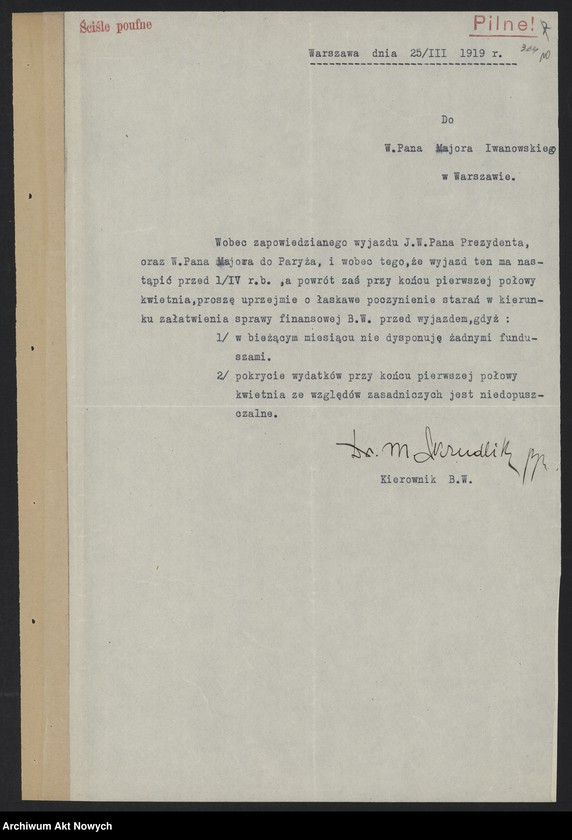 Ściśle poufne
Pilne!
Warszawa dnia 25/III 1919 r.
Do
W.Pana Majora Iwanowskiego
w Warszawie.
Wobec zapowiedzianego wyjazdu J.W.Pana Prezydenta,
oraz W.Pana Majora do Paryża, i wobec tego,że wyjazd ten ma nas-
tąpić przed 1/IV r.b. ,a powrót zaś przy końcu pierwszej połowy
kwietnia,proszę uprzejmie o łaskawe poczynienie starań w kierun-
ku załatwienia sprawy finansowej B.W. przed wyjazdem,gdyż :
1/ w bieżącym miesiącu nie dysponuję żadnymi fundu-
szami.
2/ pokrycie wydatków przy końcu pierwszej połowy
kwietnia ze względów zasadniczych jest niedopusz-
czalne.
Dr. M Skrudlik
Kierownik B.W.
Archiwum Akt Nowych